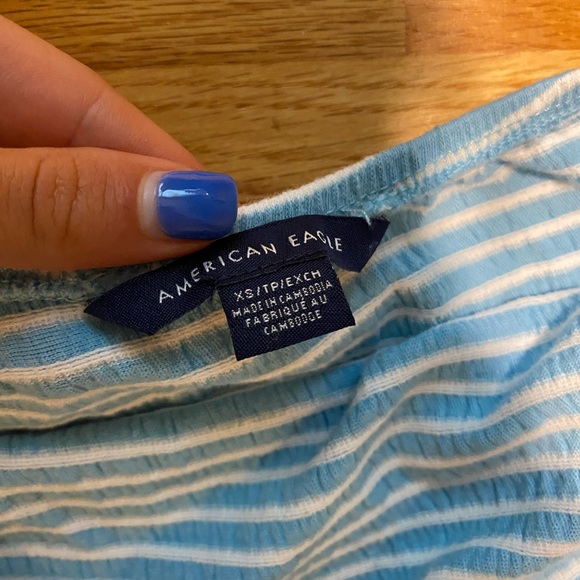 AMERICAN EAGLE
XS/TP/EXCH
MADE IN CAMBODIA
FABRIQUÉ AU
CAMBODGE